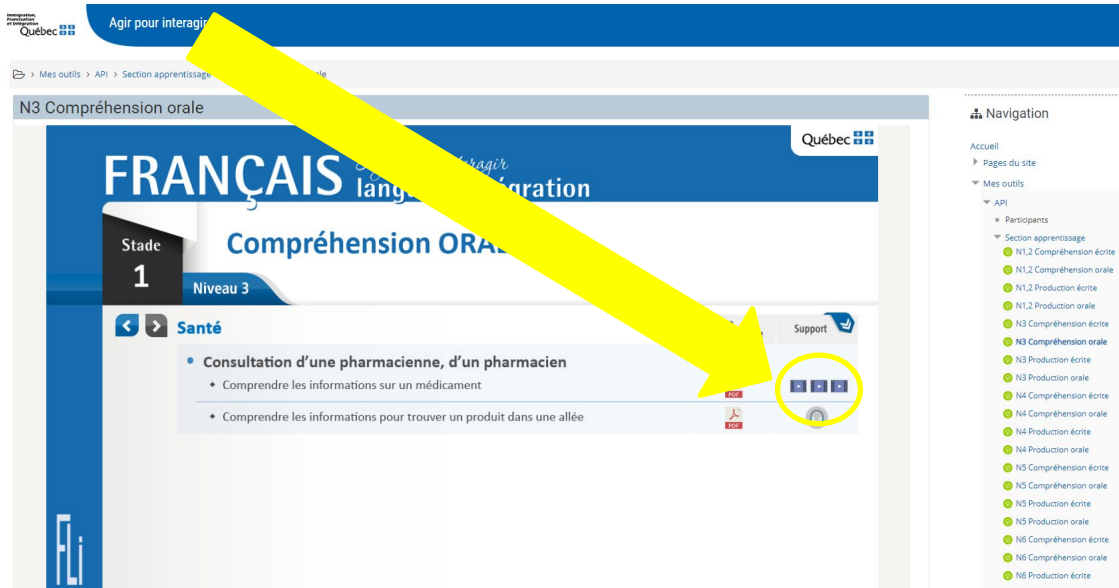 Immigration,
Francisation
et Intégration
Québec
Agir pour interagir
> Mes outils > API > Section apprentissage
N3 Compréhension orale
Québec
FRANÇAIS
Stade
1
Compréhension
Niveau 3
Santé
Support
Consultation d'une pharmacienne, d'un pharmacien
Comprendre les informations sur un médicament
PDF
Comprendre les informations pour trouver un produit dans une allée
PDF
FLi
Navigation
Accueil
Pages du site
Mes outils
API
Participants
Section apprentissage
N1,2 Compréhension écrite
N1,2 Compréhension orale
N1,2 Production écrite
N1,2 Production orale
N3 Compréhension écrite
N3 Compréhension orale
N3 Production écrite
N3 Production orale
N4 Compréhension écrite
N4 Compréhension orale
N4 Production écrite
N4 Production orale
N5 Compréhension écrite
N5 Compréhension orale
N5 Production écrite
N5 Production orale
N6 Compréhension écrite
N6 Compréhension orale
N6 Production écrite